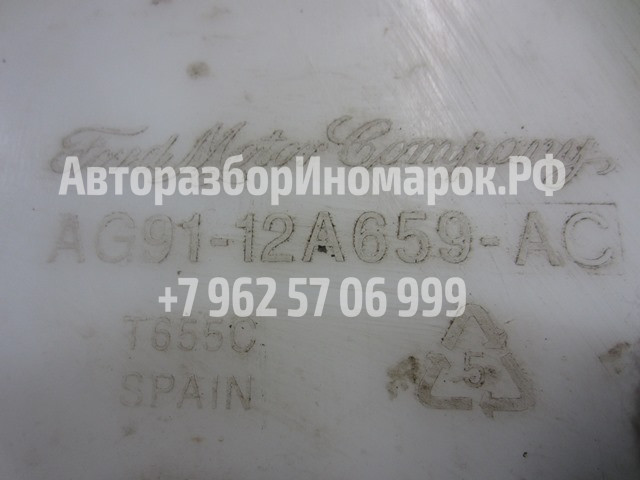 Ford Motor Company,
АвторазборИномарок.РФ
AG91-12A659-AC
+7 962 57 06 999
T655C
5
SPAIN